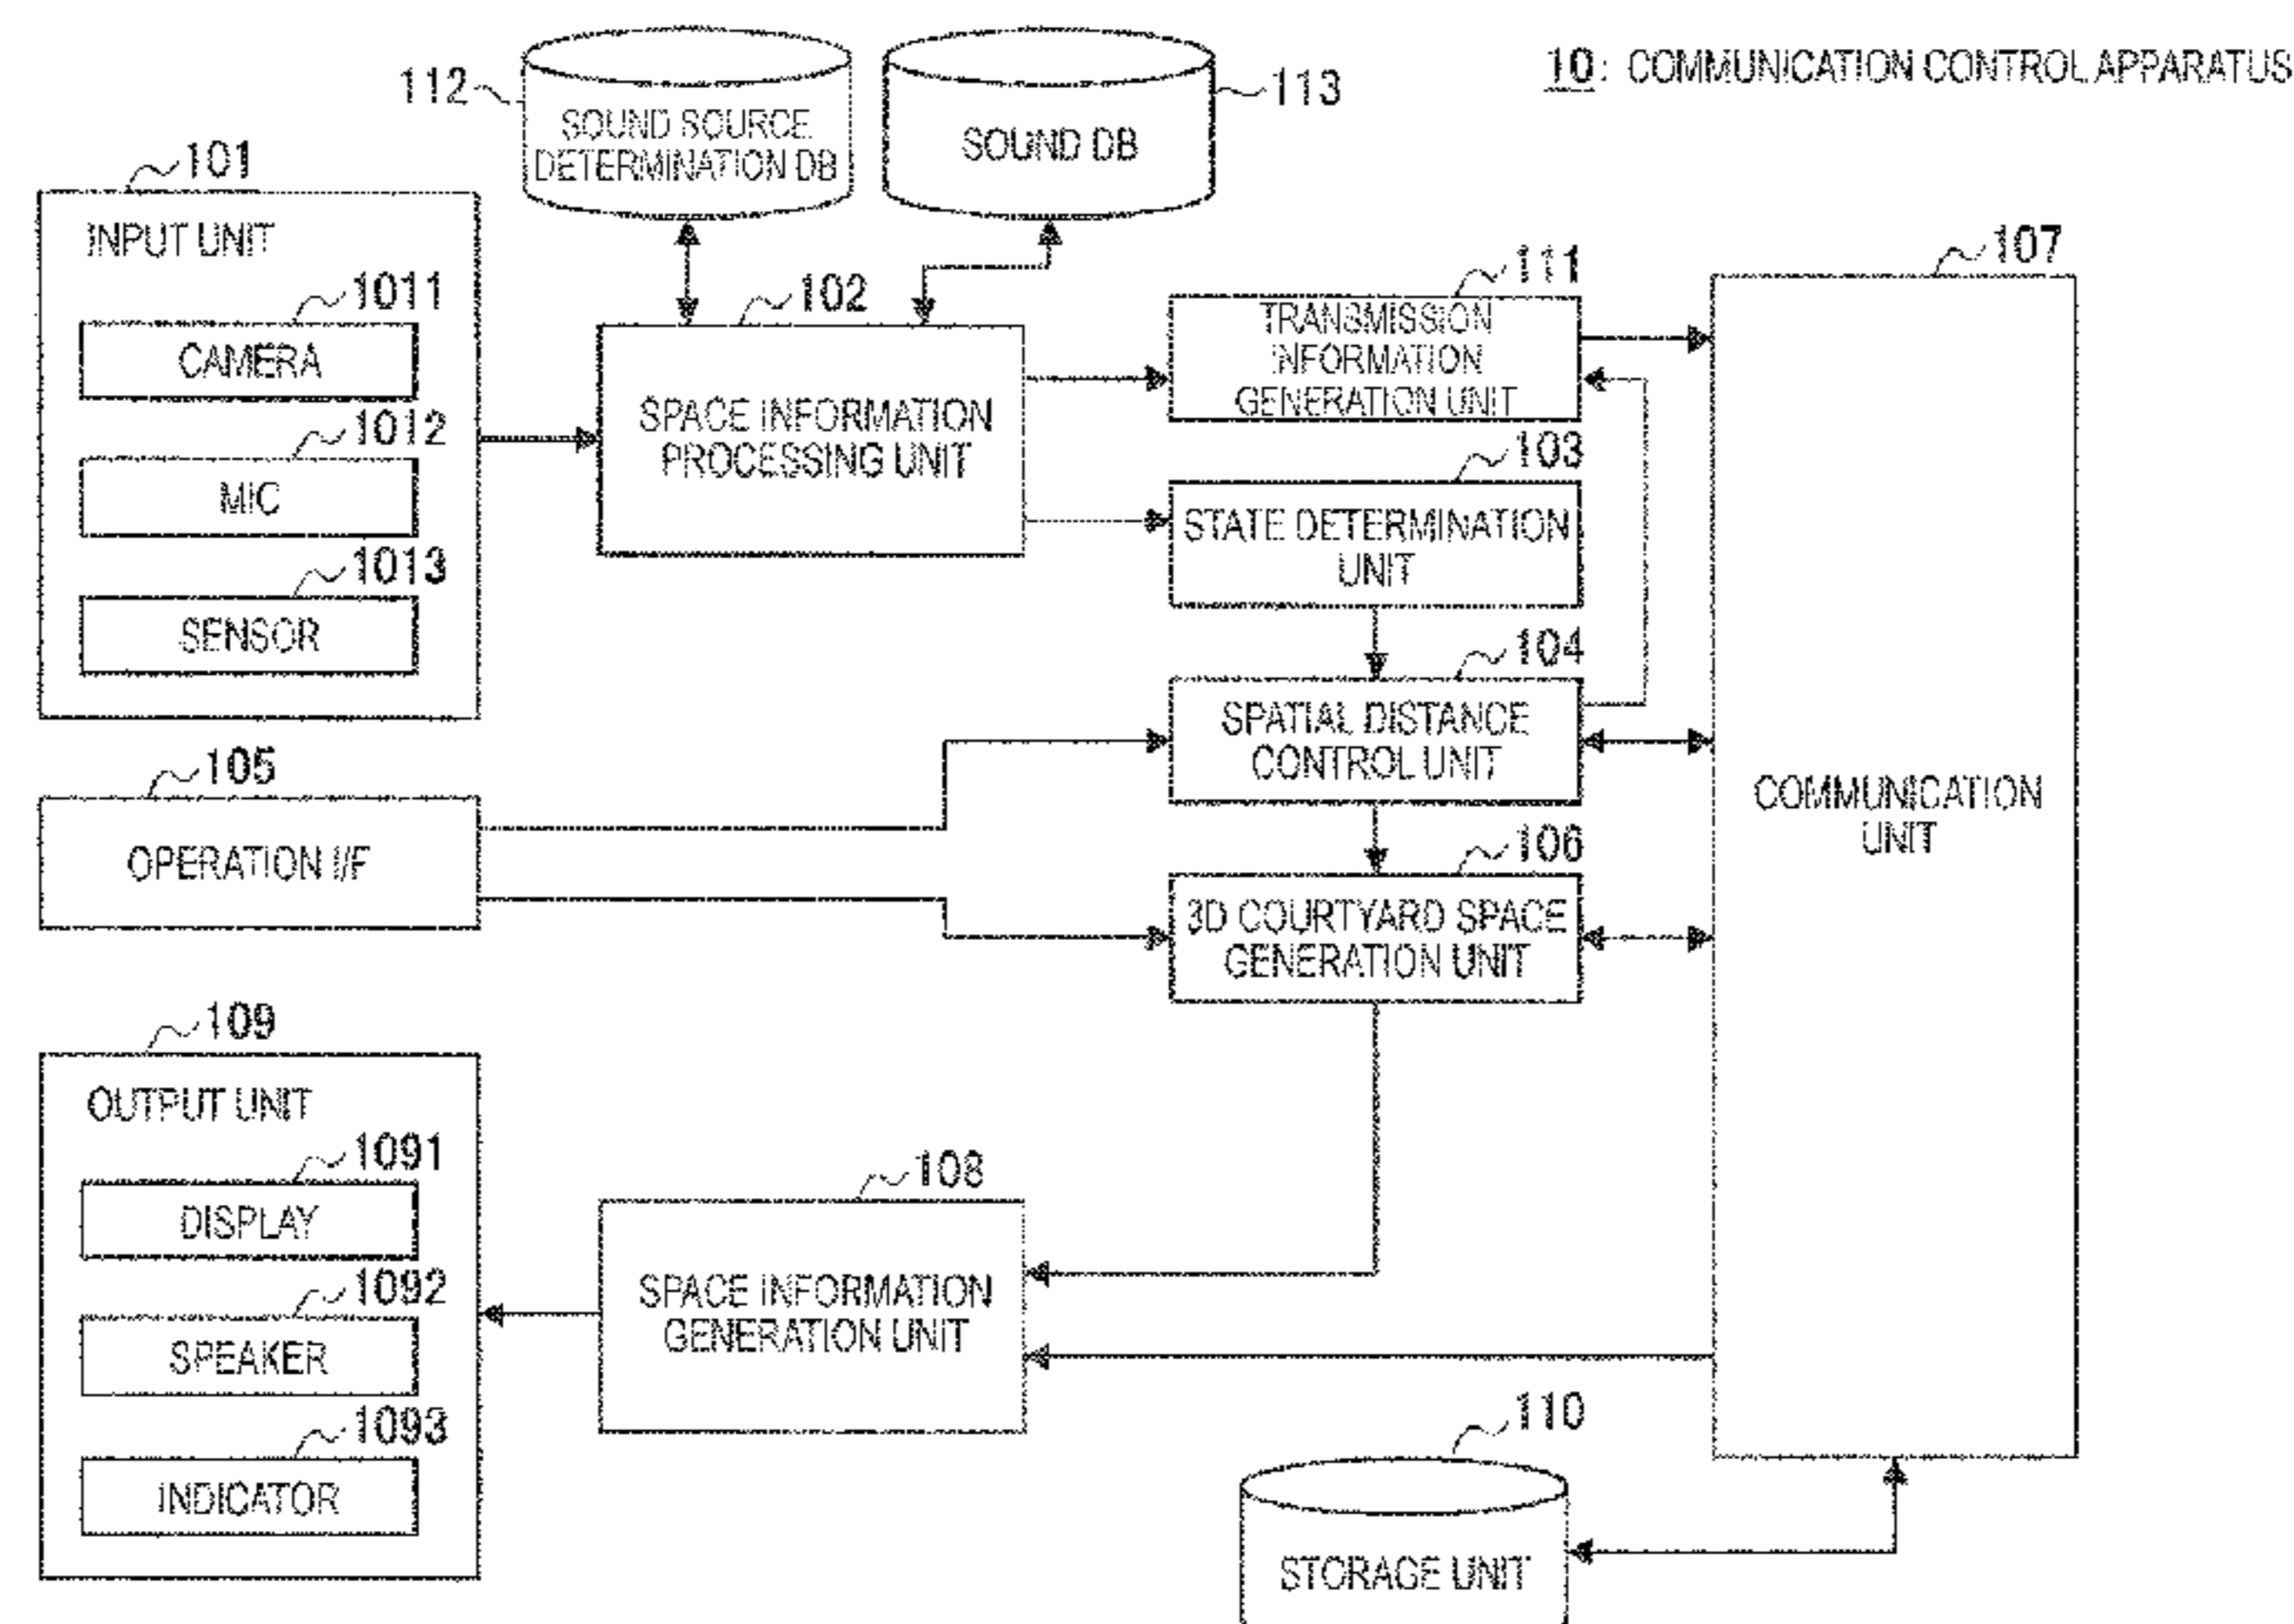 10: COMMUNICATION CONTROL APPARATUS
112
SOUND SOURCE
DETERMINATION DB
113
SOUND DB
101
INPUT UNIT
1011
CAMERA
1012
MIC
1013
SENSOR
102
SPACE INFORMATION
PROCESSING UNIT
111
TRANSMISSION
INFORMATION
GENERATION UNIT
103
STATE DETERMINATION
UNIT
104
SPATIAL DISTANCE
CONTROL UNIT
107
COMMUNICATION
UNIT
105
OPERATION I/F
106
3D COURTYARD SPACE
GENERATION UNIT
109
OUTPUT UNIT
1091
DISPLAY
1092
SPEAKER
1093
INDICATOR
108
SPACE INFORMATION
GENERATION UNIT
110
STORAGE UNIT